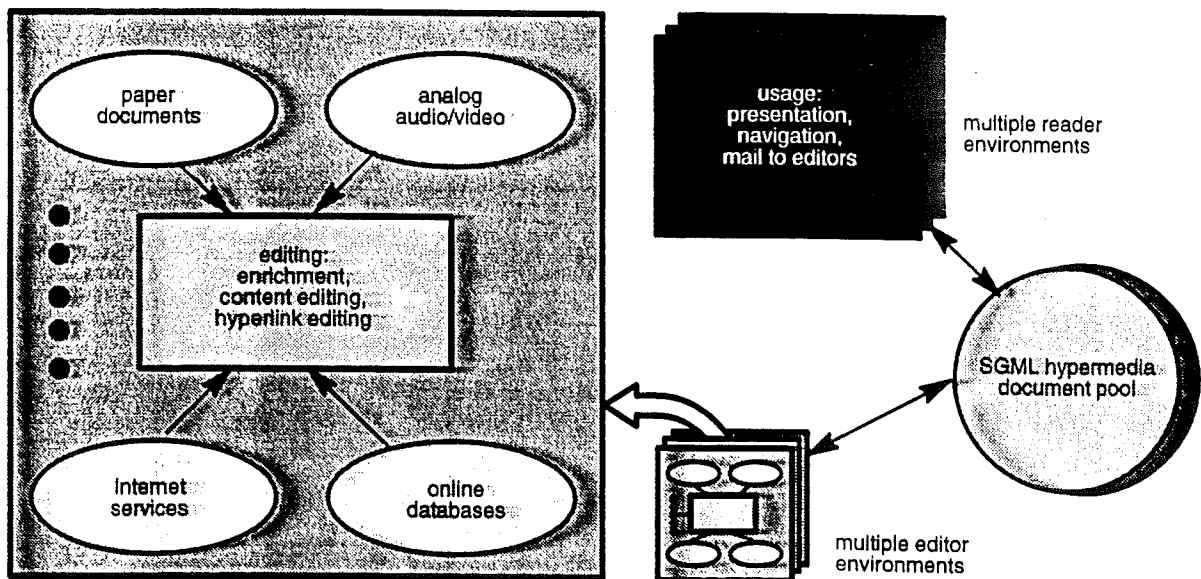 paper
documents
analog
audio/video
editing:
enrichment,
content editing,
hyperlink editing
Internet
services
online
databases
usage:
presentation,
navigation,
mail to editors
multiple reader
environments
SGML hypermedia
document pool
multiple editor
environments